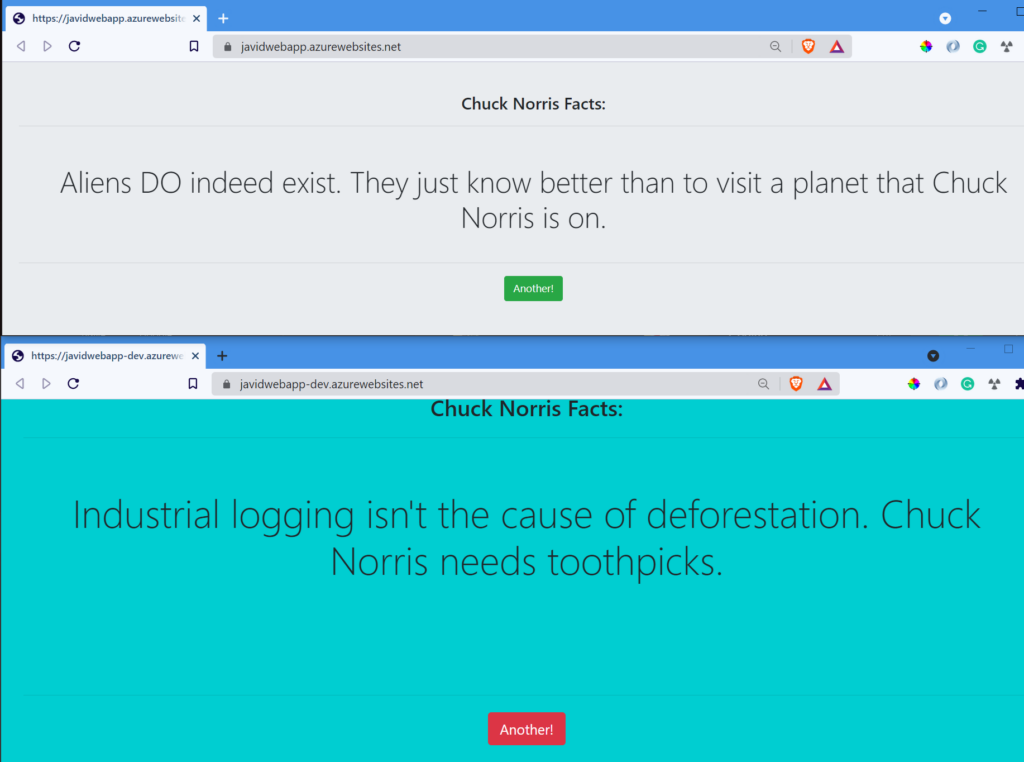 https://javidwebapp.azurewebsite
javidwebapp.azurewebsites.net
Chuck Norris Facts:
Aliens DO indeed exist. They just know better than to visit a planet that Chuck
Norris is on.
Another!
https://javidwebapp-dev.azurewe
javidwebapp-dev.azurewebsites.net
Chuck Norris Facts:
Industrial logging isn't the cause of deforestation. Chuck
Norris needs toothpicks.
Another!